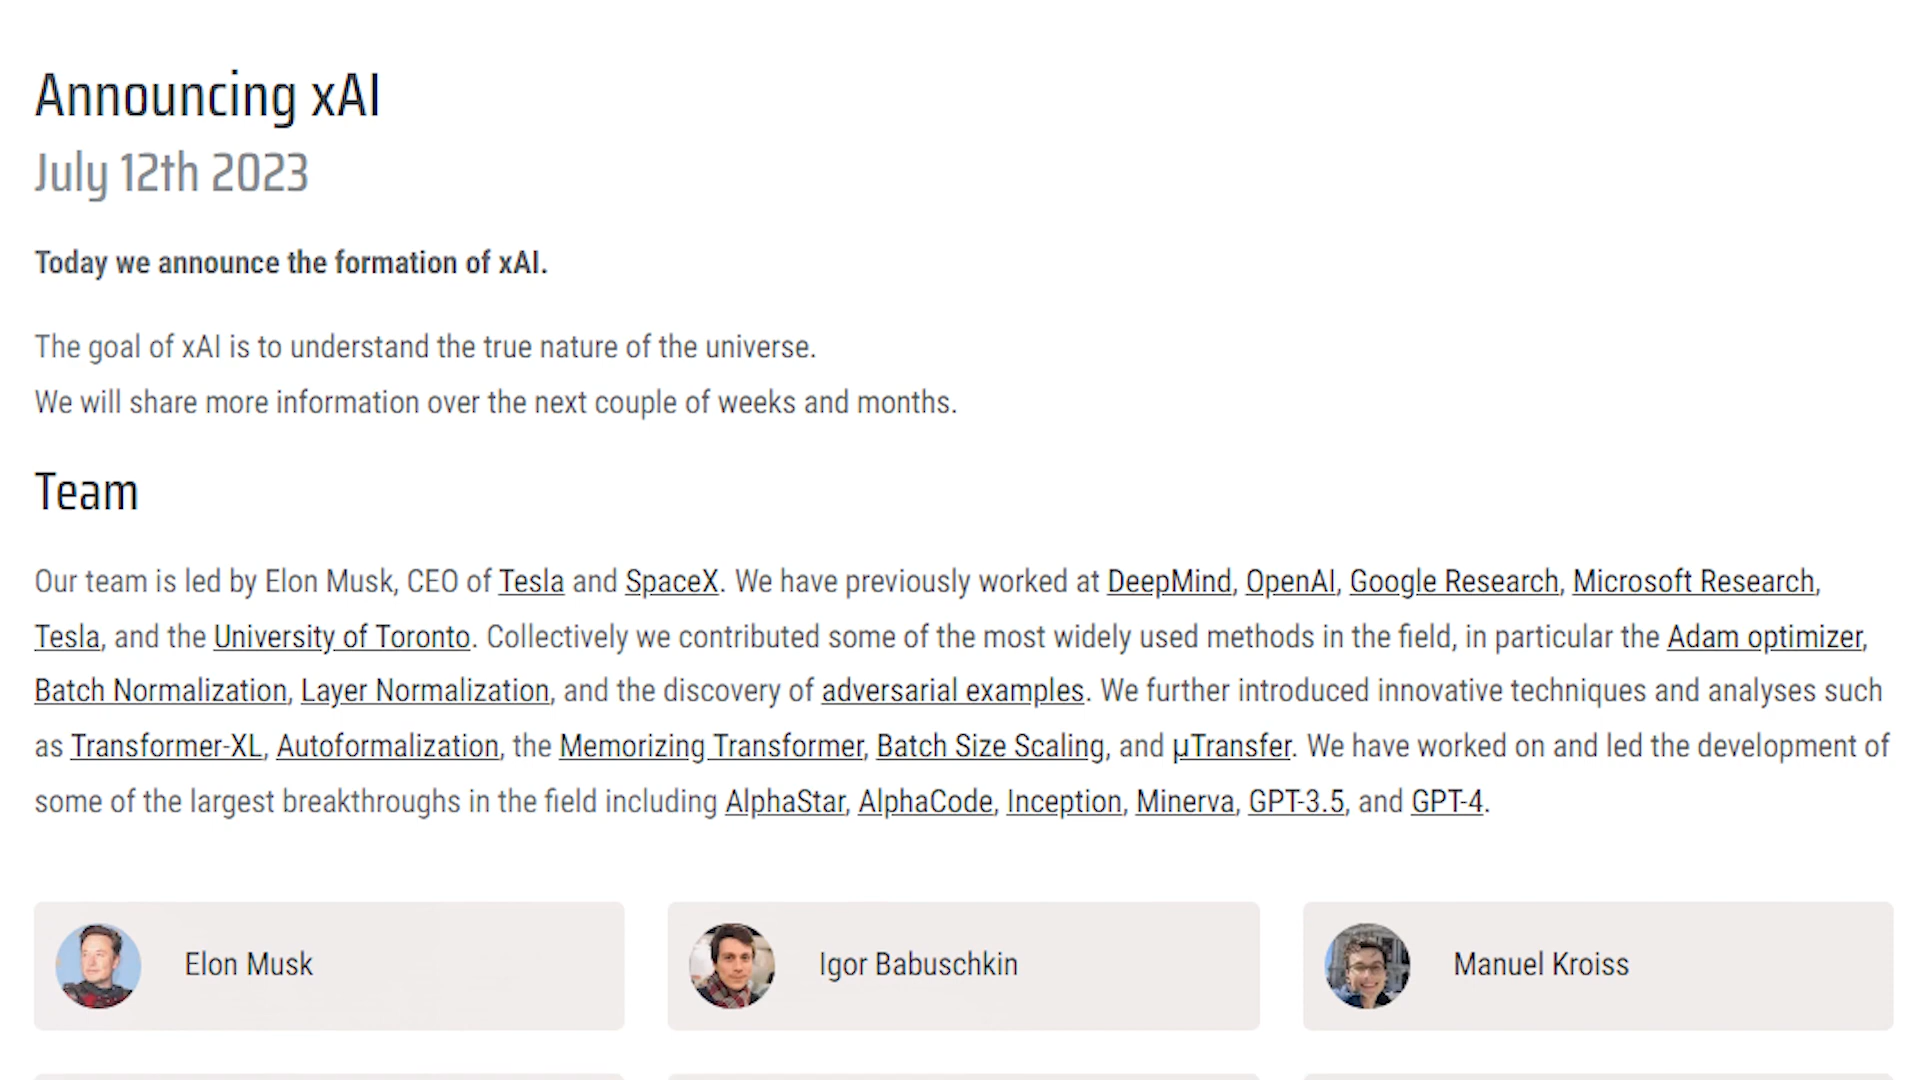 Announcing xAI
July 12th 2023
Today we announce the formation of xAI.
The goal of xAI is to understand the true nature of the universe.
We will share more information over the next couple of weeks and months.
Team
Our team is led by Elon Musk, CEO of Tesla and SpaceX. We have previously worked at DeepMind, OpenAI, Google Research, Microsoft Research,
Tesla, and the University of Toronto. Collectively we contributed some of the most widely used methods in the field, in particular the Adam optimizer,
Batch Normalization, Layer Normalization, and the discovery of adversarial examples. We further introduced innovative techniques and analyses such
as Transformer-XL, Autoformalization, the Memorizing Transformer, Batch Size Scaling, and μTransfer. We have worked on and led the development of
some of the largest breakthroughs in the field including AlphaStar, AlphaCode, Inception, Minerva, GPT-3.5, and GPT-4.
Elon Musk
Igor Babuschkin
Manuel Kroiss